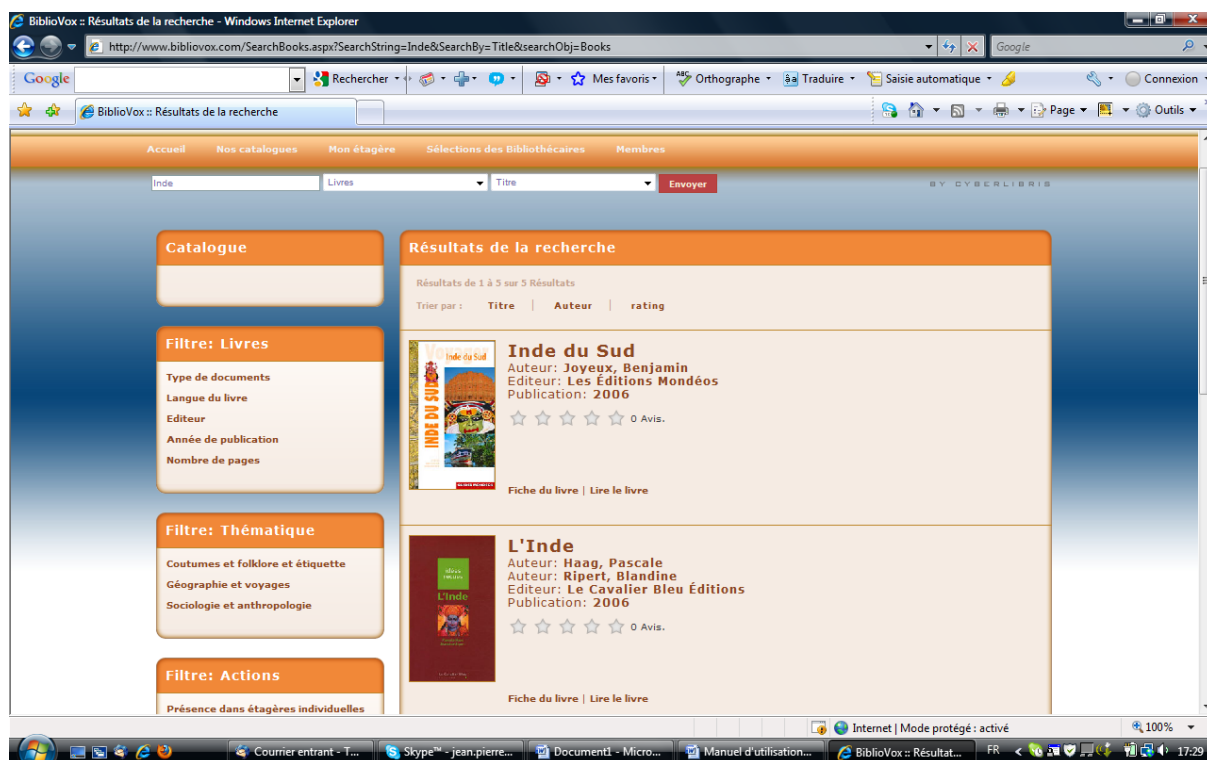 BiblioVox :: Résultats de la recherche - Windows Internet Explorer
http://www.bibliovox.com/SearchBooks.aspx?SearchString=Inde&SearchBy=Title&searchObj=Books
Google
Google Rechercher Mes favoris Orthographe Traduire Saisie automatique Connexion
BiblioVox :: Résultats de la recherche
Page Outils
Accueil Nos catalogues Mon étagère Sélections des Bibliothécaires Membres
Inde Livres Titre Envoyer
BY CYBERLIBRIS
Catalogue
Filtre: Livres
Type de documents
Langue du livre
Editeur
Année de publication
Nombre de pages
Filtre: Thématique
Coutumes et folklore et étiquette
Géographie et voyages
Sociologie et anthropologie
Filtre: Actions
Présence dans étagères individuelles
Résultats de la recherche
Résultats de 1 à 5 sur 5 Résultats
Trier par : Titre | Auteur | rating
Voyages
Inde du Sud
INDE DU SUD
Inde du Sud
Auteur: Joyeux, Benjamin
Editeur: Les Éditions Mondéos
Publication: 2006
0 Avis.
Fiche du livre | Lire le livre
L'Inde
L'Inde
Auteur: Haag, Pascale
Auteur: Ripert, Blandine
Editeur: Le Cavalier Bleu Éditions
Publication: 2006
0 Avis.
Fiche du livre | Lire le livre
Internet | Mode protégé : activé 100%
Courrier entrant - T... Skype™ - jean.pierre... Document1 - Micro... Manuel d'utilisation... BiblioVox :: Résultat... FR 17:29